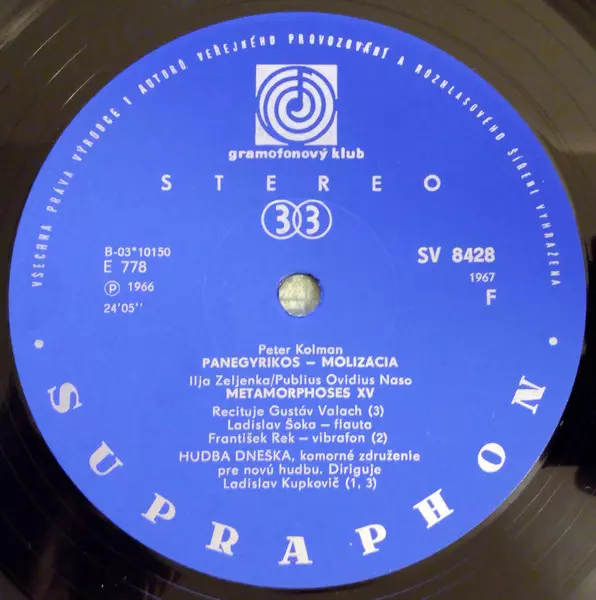 VŠECHNA PRÁVA VÝROBCE I AUTORŮ VEŘEJNÉHO PROVOZOVÁNÍ A ROZHLASOVÉHO ŠÍŘENÍ VYHRAŽENA
gramofonový klub
STEREO
33
B-03*10150
E 778
Ⓟ 1966
24'05''
SV 8428
1967
F
Peter Kolman
PANEGYRIKOS – MOLIZACIA
Ilja Zeljenka/Publius Ovidius Naso
METAMORPHOSES XV
Recituje Gustáv Valach (3)
Ladislav Šoka – flauta
František Rek – vibrafon (2)
HUDBA DNEŠKA, komorné združenie
pre novú hudbu. Diriguje
Ladislav Kupkovič (1, 3)
SUPRAPHON